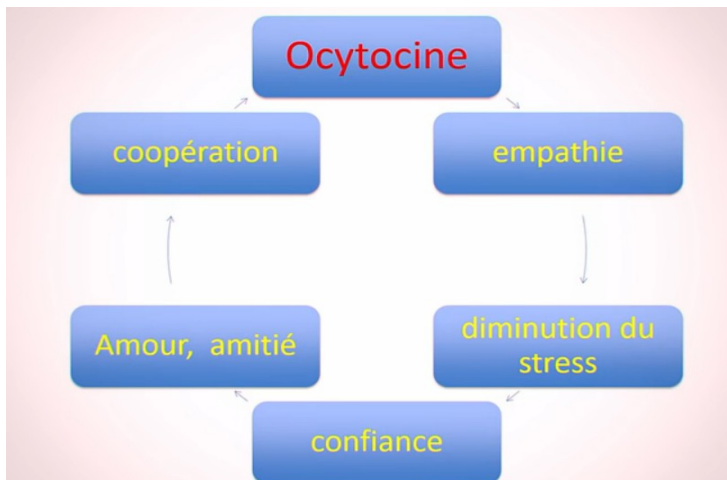 Ocytocine
empathie
diminution du
stress
confiance
Amour, amitié
coopération